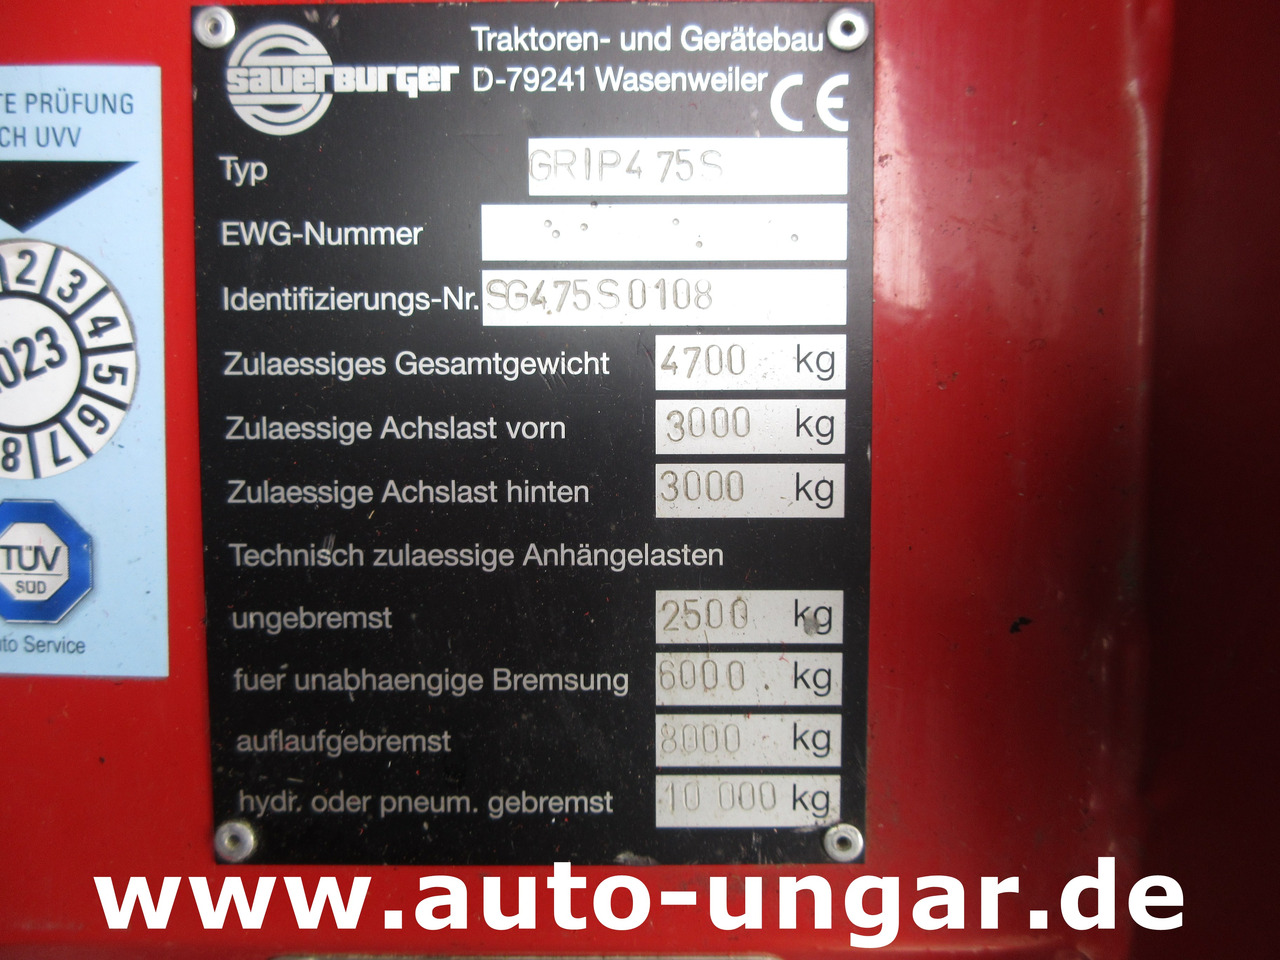 TE PRÜFUNG
CH UVV
2 3 4 5 6 7 8
023
TÜV
SÜD
to Service
sauerburger
Traktoren- und Gerätebau
D-79241 Wasenweiler CE
Typ GRIP4 75S
EWG-Nummer
Identifizierungs-Nr. SG475S0108
Zulaessiges Gesamtgewicht 4700 kg
Zulaessige Achslast vorn 3000 kg
Zulaessige Achslast hinten 3000 kg
Technisch zulaessige Anhängelasten
ungebremst 2500 kg
fuer unabhaengige Bremsung 6000 kg
auflaufgebremst 8000 kg
hydr. oder pneum. gebremst 10 000 kg
www.auto-ungar.de